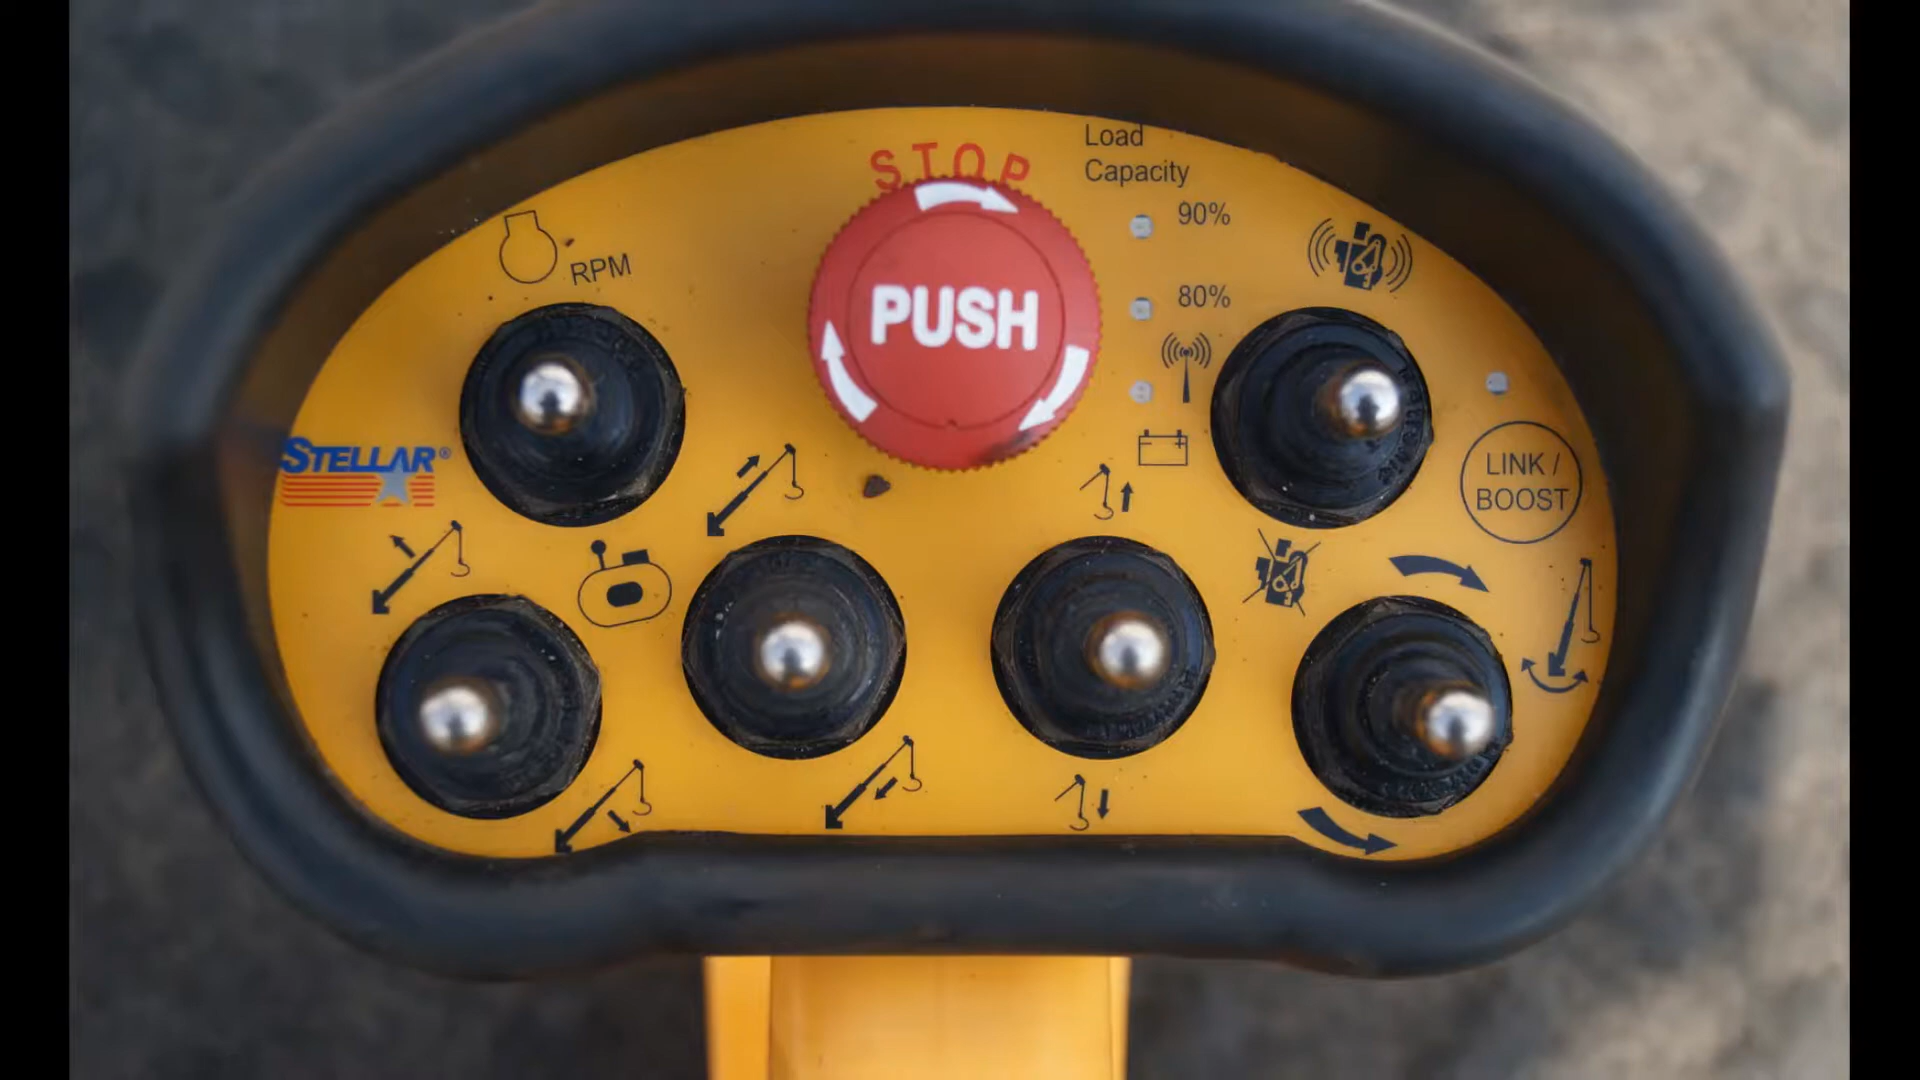 STOP
Load
Capacity
90%
80%
RPM
PUSH
STELLAR®
LINK /
BOOST